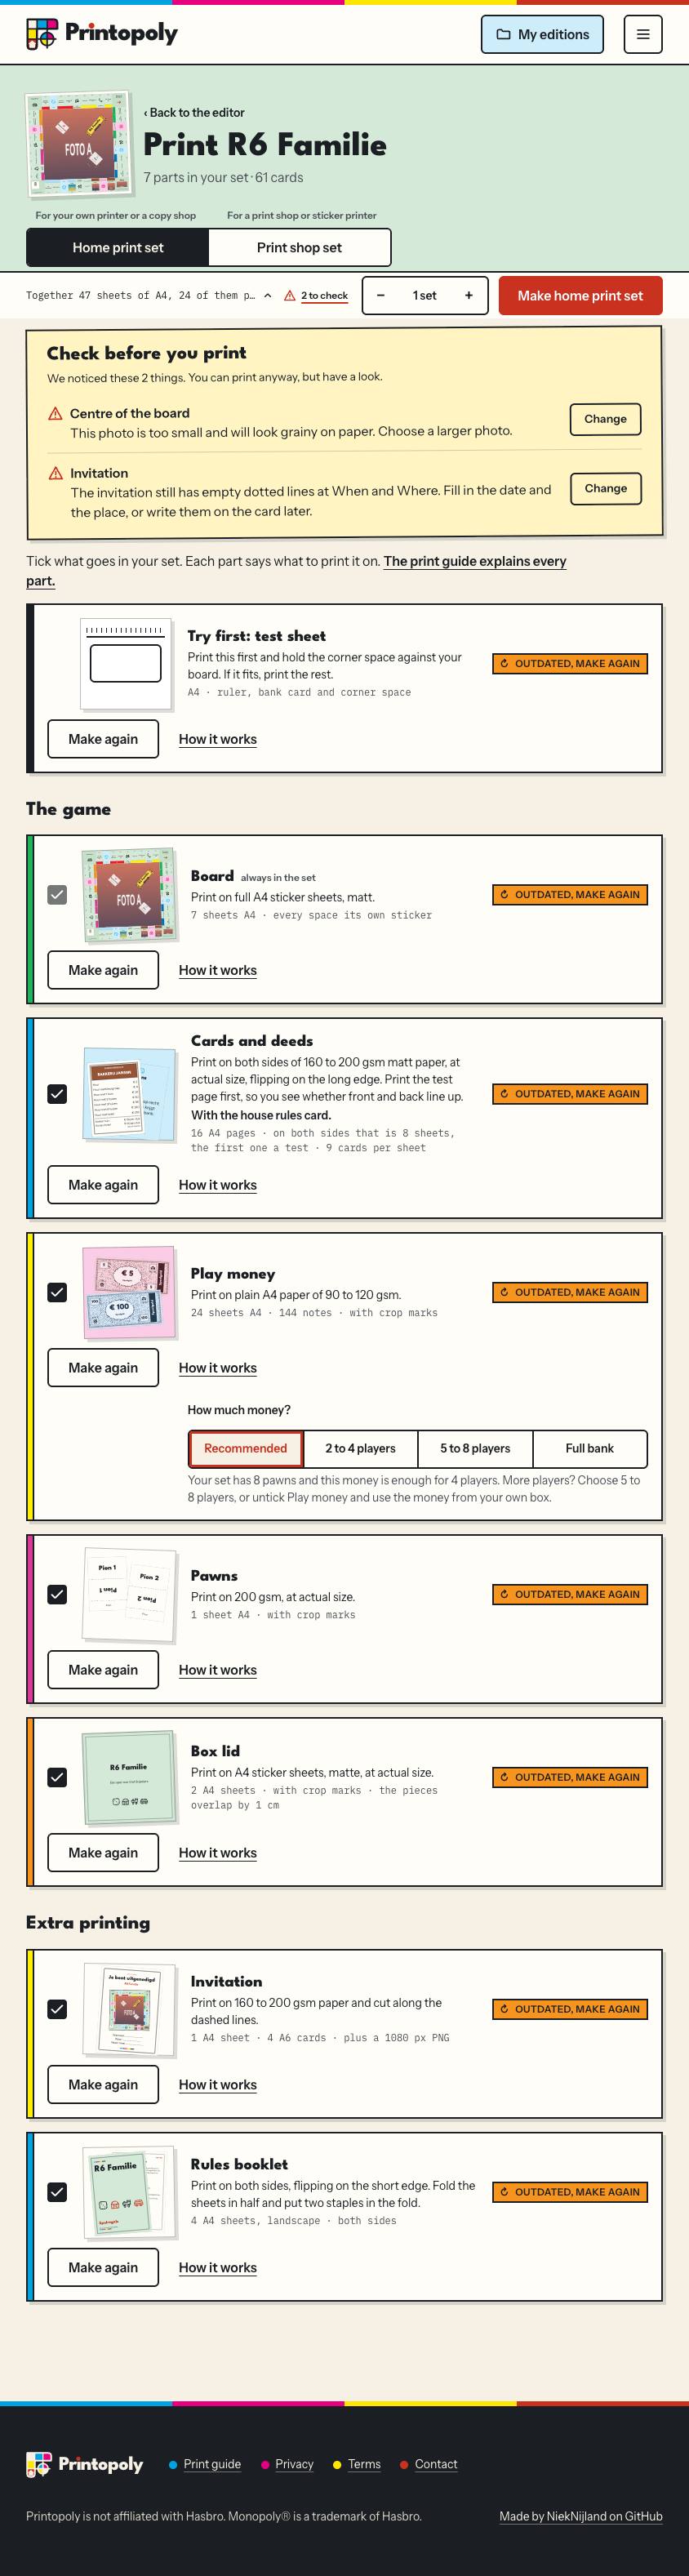 Printopoly
My editions
‹ Back to the editor
Print R6 Familie
7 parts in your set · 61 cards
For your own printer or a copy shop
For a print shop or sticker printer
Home print set
Print shop set
Together 47 sheets of A4, 24 of them p…
2 to check
− 1 set +
Make home print set
Check before you print
We noticed these 2 things. You can print anyway, but have a look.
Centre of the board
This photo is too small and will look grainy on paper. Choose a larger photo.
Change
Invitation
The invitation still has empty dotted lines at When and Where. Fill in the date and
the place, or write them on the card later.
Change
Tick what goes in your set. Each part says what to print it on. The print guide explains every
part.
Try first: test sheet
Print this first and hold the corner space against your
board. If it fits, print the rest.
A4 · ruler, bank card and corner space
OUTDATED, MAKE AGAIN
Make again
How it works
The game
FOTO A
Board always in the set
Print on full A4 sticker sheets, matt.
7 sheets A4 · every space its own sticker
OUTDATED, MAKE AGAIN
Make again
How it works
Cards and deeds
Print on both sides of 160 to 200 gsm matt paper, at
actual size, flipping on the long edge. Print the test
page first, so you see whether front and back line up.
With the house rules card.
16 A4 pages · on both sides that is 8 sheets,
the first one a test · 9 cards per sheet
OUTDATED, MAKE AGAIN
Make again
How it works
€ 5
€ 100
Play money
Print on plain A4 paper of 90 to 120 gsm.
24 sheets A4 · 144 notes · with crop marks
OUTDATED, MAKE AGAIN
Make again
How it works
How much money?
Recommended
2 to 4 players
5 to 8 players
Full bank
Your set has 8 pawns and this money is enough for 4 players. More players? Choose 5 to
8 players, or untick Play money and use the money from your own box.
Pion 1
Pion 2
Pion 1
Pion 2
Pawns
Print on 200 gsm, at actual size.
1 sheet A4 · with crop marks
OUTDATED, MAKE AGAIN
Make again
How it works
R6 Familie
Box lid
Print on A4 sticker sheets, matte, at actual size.
2 A4 sheets · with crop marks · the pieces
overlap by 1 cm
OUTDATED, MAKE AGAIN
Make again
How it works
Extra printing
Je bent uitgenodigd
Invitation
Print on 160 to 200 gsm paper and cut along the
dashed lines.
1 A4 sheet · 4 A6 cards · plus a 1080 px PNG
OUTDATED, MAKE AGAIN
Make again
How it works
R6 Familie
Rules booklet
Print on both sides, flipping on the short edge. Fold the
sheets in half and put two staples in the fold.
4 A4 sheets, landscape · both sides
OUTDATED, MAKE AGAIN
Make again
How it works
Printopoly
Print guide
Privacy
Terms
Contact
Printopoly is not affiliated with Hasbro. Monopoly® is a trademark of Hasbro.
Made by NiekNijland on GitHub